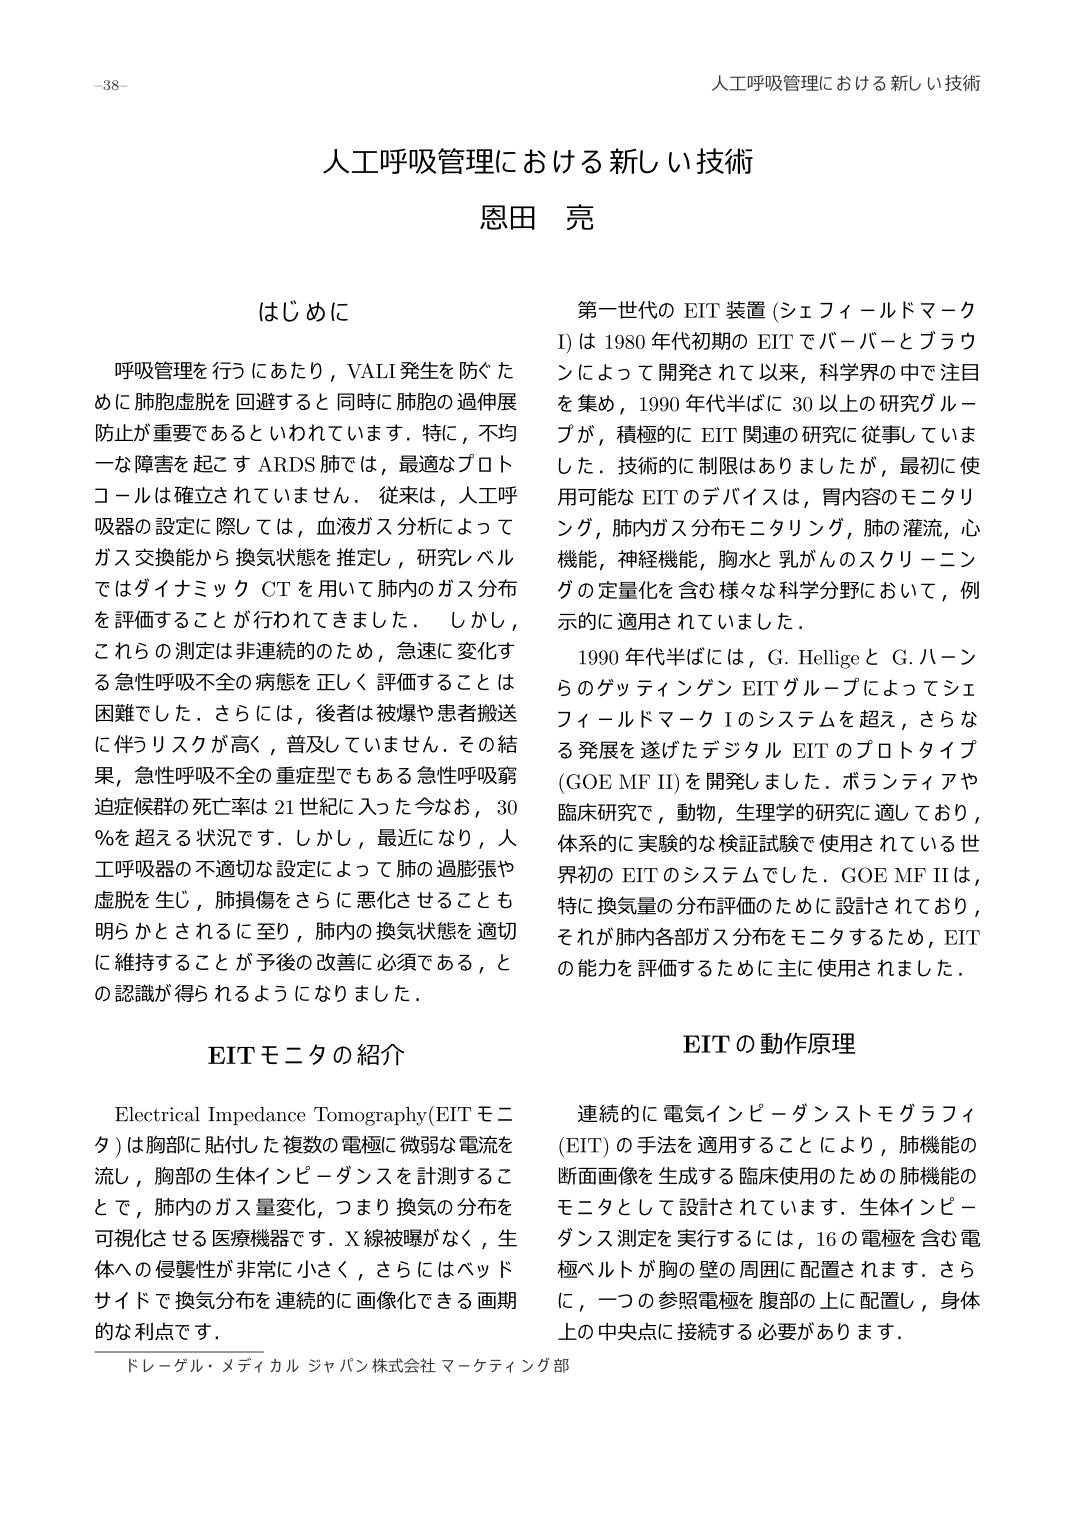 –38–
人工呼吸管理における新しい技術
人工呼吸管理における新しい技術
恩田　亮
はじめに
呼吸管理を行うにあたり，VALI 発生を防ぐた
めに肺胞虚脱を回避すると同時に肺胞の過伸展
防止が重要であるといわれています．特に，不均
一な障害を起こす ARDS 肺では，最適なプロト
コールは確立されていません． 従来は，人工呼
吸器の設定に際しては，血液ガス分析によって
ガス交換能から換気状態を推定し，研究レベル
ではダイナミック CT を用いて肺内のガス分布
を評価することが行われてきました．　しかし，
これらの測定は非連続的のため，急速に変化す
る急性呼吸不全の病態を正しく評価することは
困難でした．さらには，後者は被爆や患者搬送
に伴うリスクが高く，普及していません．その結
果，急性呼吸不全の重症型でもある急性呼吸窮
迫症候群の死亡率は 21 世紀に入った今なお，30
％を超える状況です．しかし，最近になり，人
工呼吸器の不適切な設定によって肺の過膨張や
虚脱を生じ，肺損傷をさらに悪化させることも
明らかとされるに至り，肺内の換気状態を適切
に維持することが予後の改善に必須である，と
の認識が得られるようになりました．
EIT モニタの紹介
Electrical Impedance Tomography(EIT モニ
タ) は胸部に貼付した複数の電極に微弱な電流を
流し，胸部の生体インピーダンスを計測するこ
とで，肺内のガス量変化，つまり換気の分布を
可視化させる医療機器です．X 線被曝がなく，生
体への侵襲性が非常に小さく，さらにはベッド
サイドで換気分布を連続的に画像化できる画期
的な利点です．
第一世代の EIT 装置 (シェフィールドマーク
I) は 1980 年代初期の EIT でバーバーとブラウ
ンによって開発されて以来，科学界の中で注目
を集め，1990 年代半ばに 30 以上の研究グルー
プが，積極的に EIT 関連の研究に従事していま
した．技術的に制限はありましたが，最初に使
用可能な EIT のデバイスは，胃内容のモニタリ
ング，肺内ガス分布モニタリング，肺の灌流，心
機能，神経機能，胸水と乳がんのスクリーニン
グの定量化を含む様々な科学分野において，例
示的に適用されていました．
1990 年代半ばには，G. Hellige と G. ハーン
らのゲッティンゲン EIT グループによってシェ
フィールドマーク I のシステムを超え，さらな
る発展を遂げたデジタル EIT のプロトタイプ
(GOE MF II) を開発しました．ボランティアや
臨床研究で，動物，生理学的研究に適しており，
体系的に実験的な検証試験で使用されている世
界初の EIT のシステムでした．GOE MF II は，
特に換気量の分布評価のために設計されており，
それが肺内各部ガス分布をモニタするため，EIT
の能力を評価するために主に使用されました．
EIT の動作原理
連続的に電気インピーダンストモグラフィ
(EIT) の手法を適用することにより，肺機能の
断面画像を生成する臨床使用のための肺機能の
モニタとして設計されています．生体インピー
ダンス測定を実行するには，16 の電極を含む電
極ベルトが胸の壁の周囲に配置されます．さら
に，一つの参照電極を腹部の上に配置し，身体
上の中央点に接続する必要があります．
ドレーゲル・メディカル ジャパン株式会社 マーケティング部